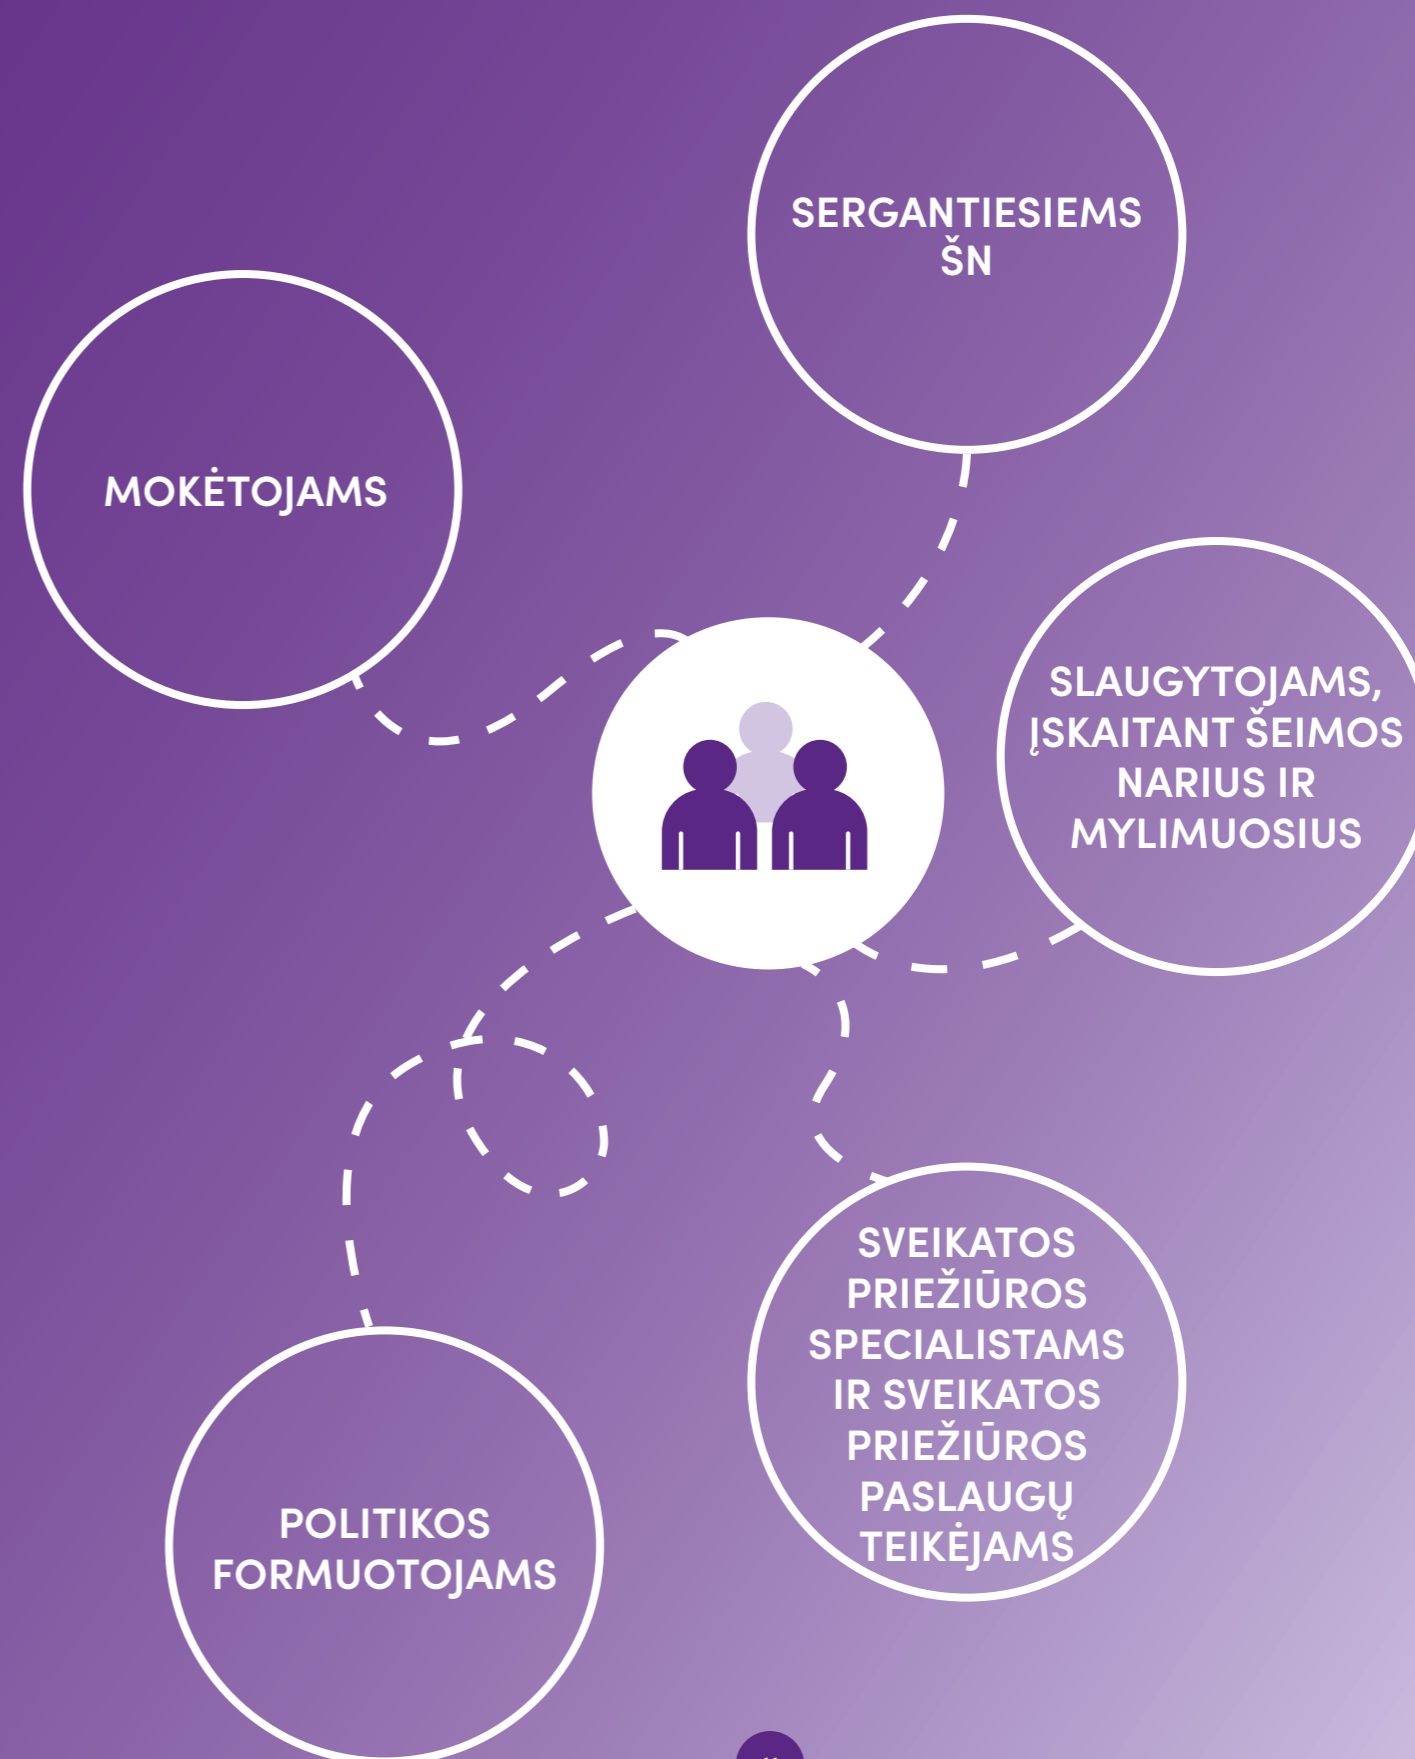 SERGANTIESIEMS
ŠN
MOKĖTOJAMS
SLAUGYTOJAMS,
ĮSKAITANT ŠEIMOS
NARIUS IR
MYLIMUOSIUS
SVEIKATOS
PRIEŽIŪROS
SPECIALISTAMS
IR SVEIKATOS
PRIEŽIŪROS
PASLAUGŲ
TEIKĖJAMS
POLITIKOS
FORMUOTOJAMS